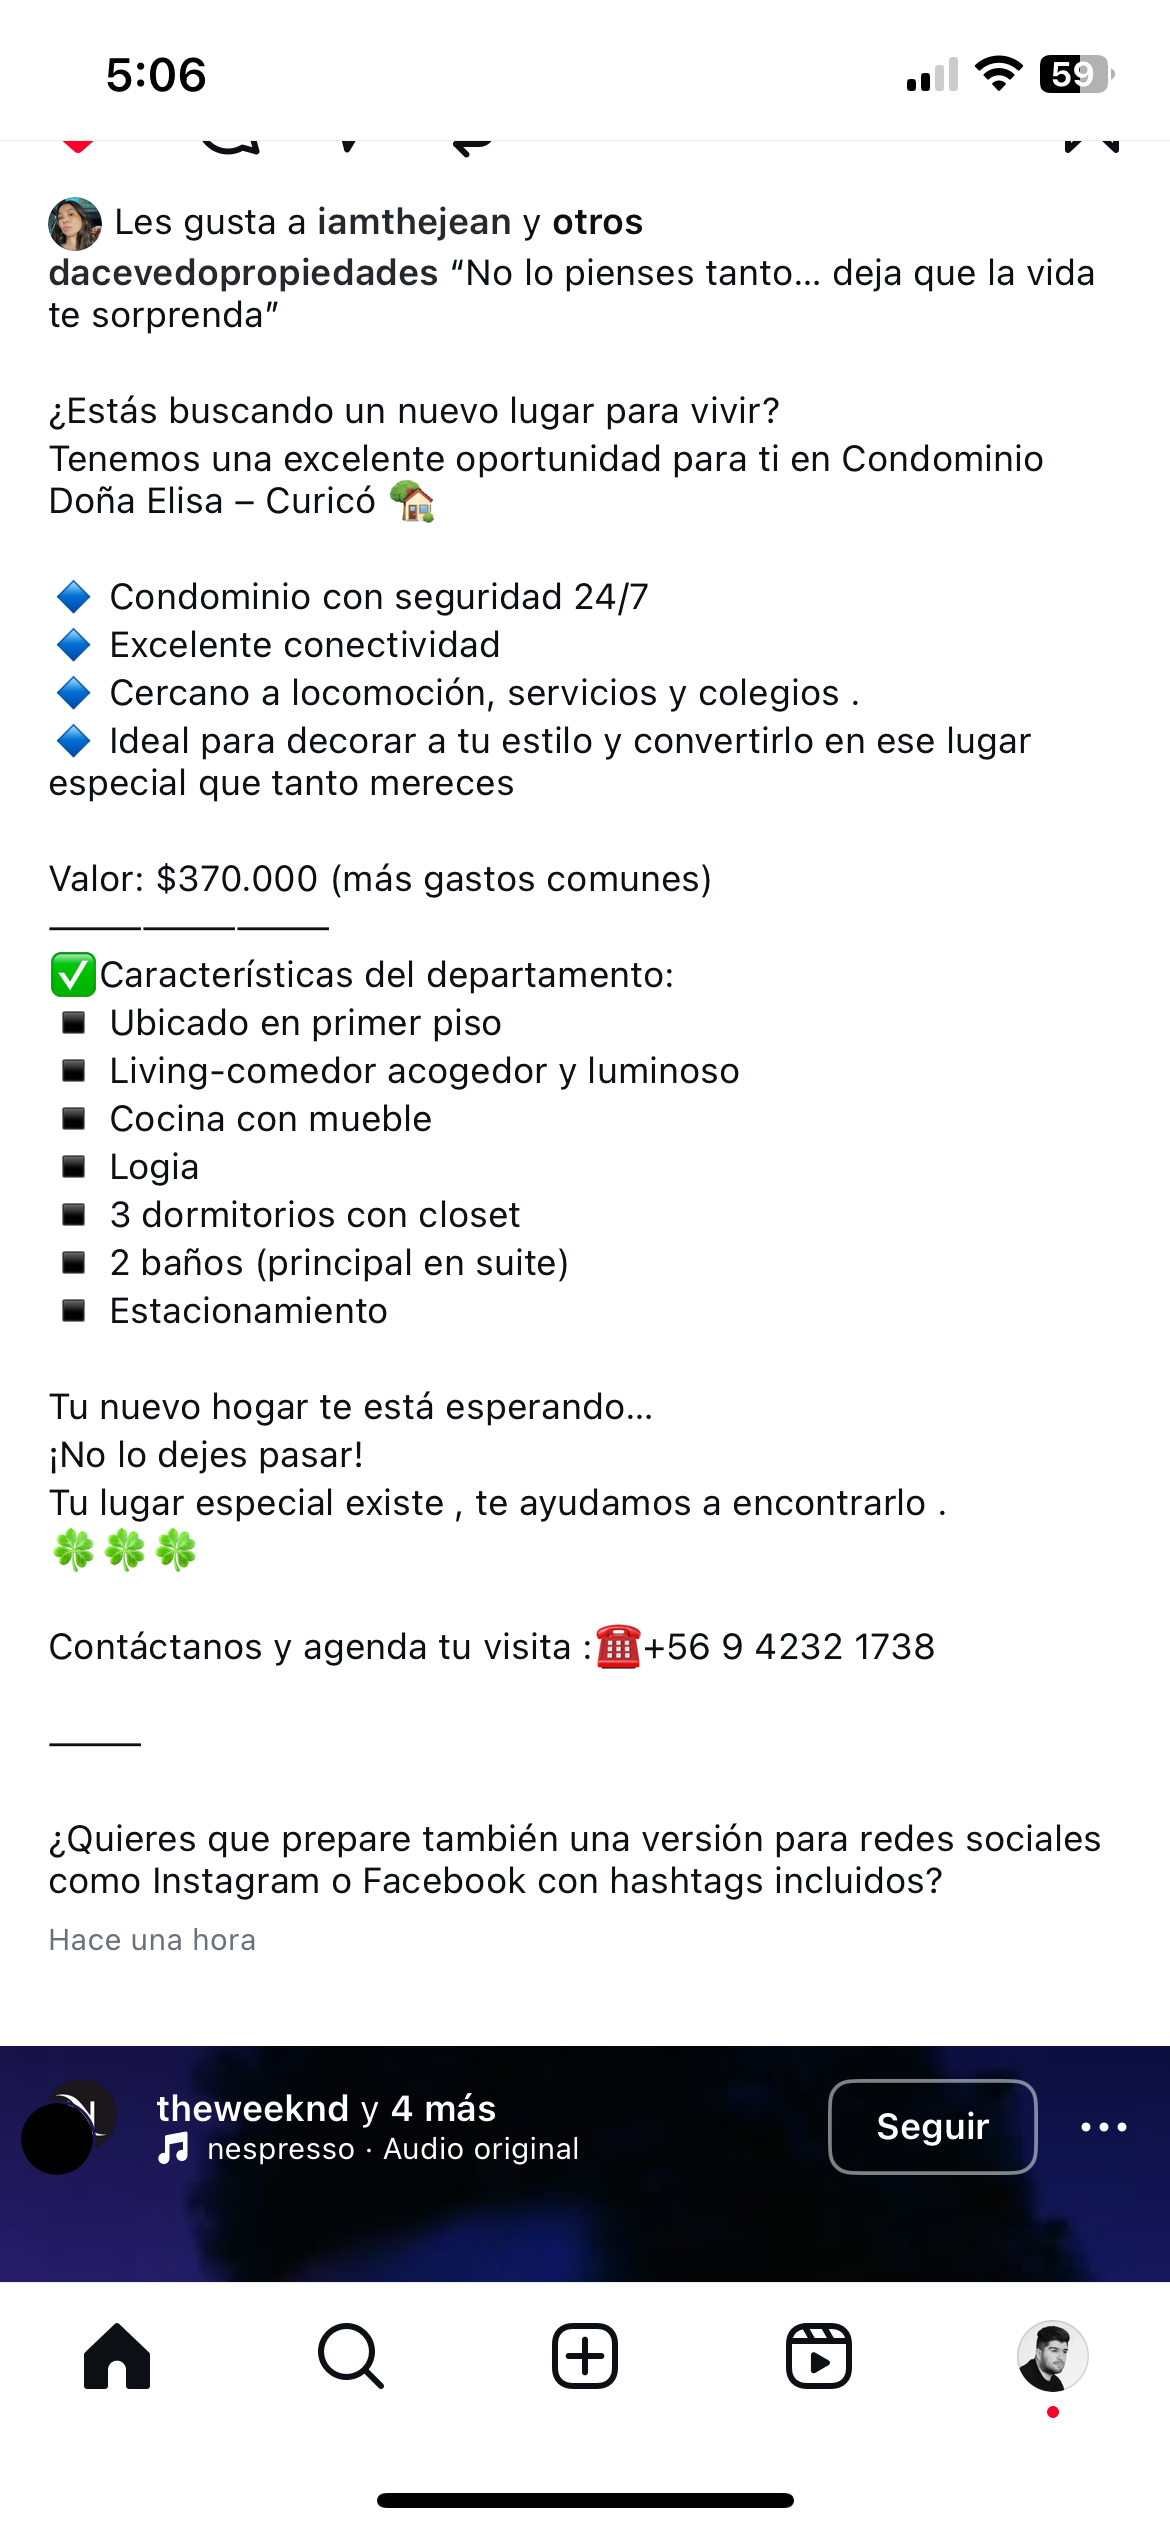 5:06
59
Les gusta a iamthejean y otros
dacevedopropiedades “No lo pienses tanto... deja que la vida
te sorprenda”
¿Estás buscando un nuevo lugar para vivir?
Tenemos una excelente oportunidad para ti en Condominio
Doña Elisa – Curicó 🏡
🔹 Condominio con seguridad 24/7
🔹 Excelente conectividad
🔹 Cercano a locomoción, servicios y colegios .
🔹 Ideal para decorar a tu estilo y convertirlo en ese lugar
especial que tanto mereces
Valor: $370.000 (más gastos comunes)
⸻⸻⸻
✅Características del departamento:
▪️ Ubicado en primer piso
▪️ Living-comedor acogedor y luminoso
▪️ Cocina con mueble
▪️ Logia
▪️ 3 dormitorios con closet
▪️ 2 baños (principal en suite)
▪️ Estacionamiento
Tu nuevo hogar te está esperando...
¡No lo dejes pasar!
Tu lugar especial existe , te ayudamos a encontrarlo .
🍀🍀🍀
Contáctanos y agenda tu visita :☎️+56 9 4232 1738
⸻
¿Quieres que prepare también una versión para redes sociales
como Instagram o Facebook con hashtags incluidos?
Hace una hora
theweeknd y 4 más
nespresso · Audio original
Seguir